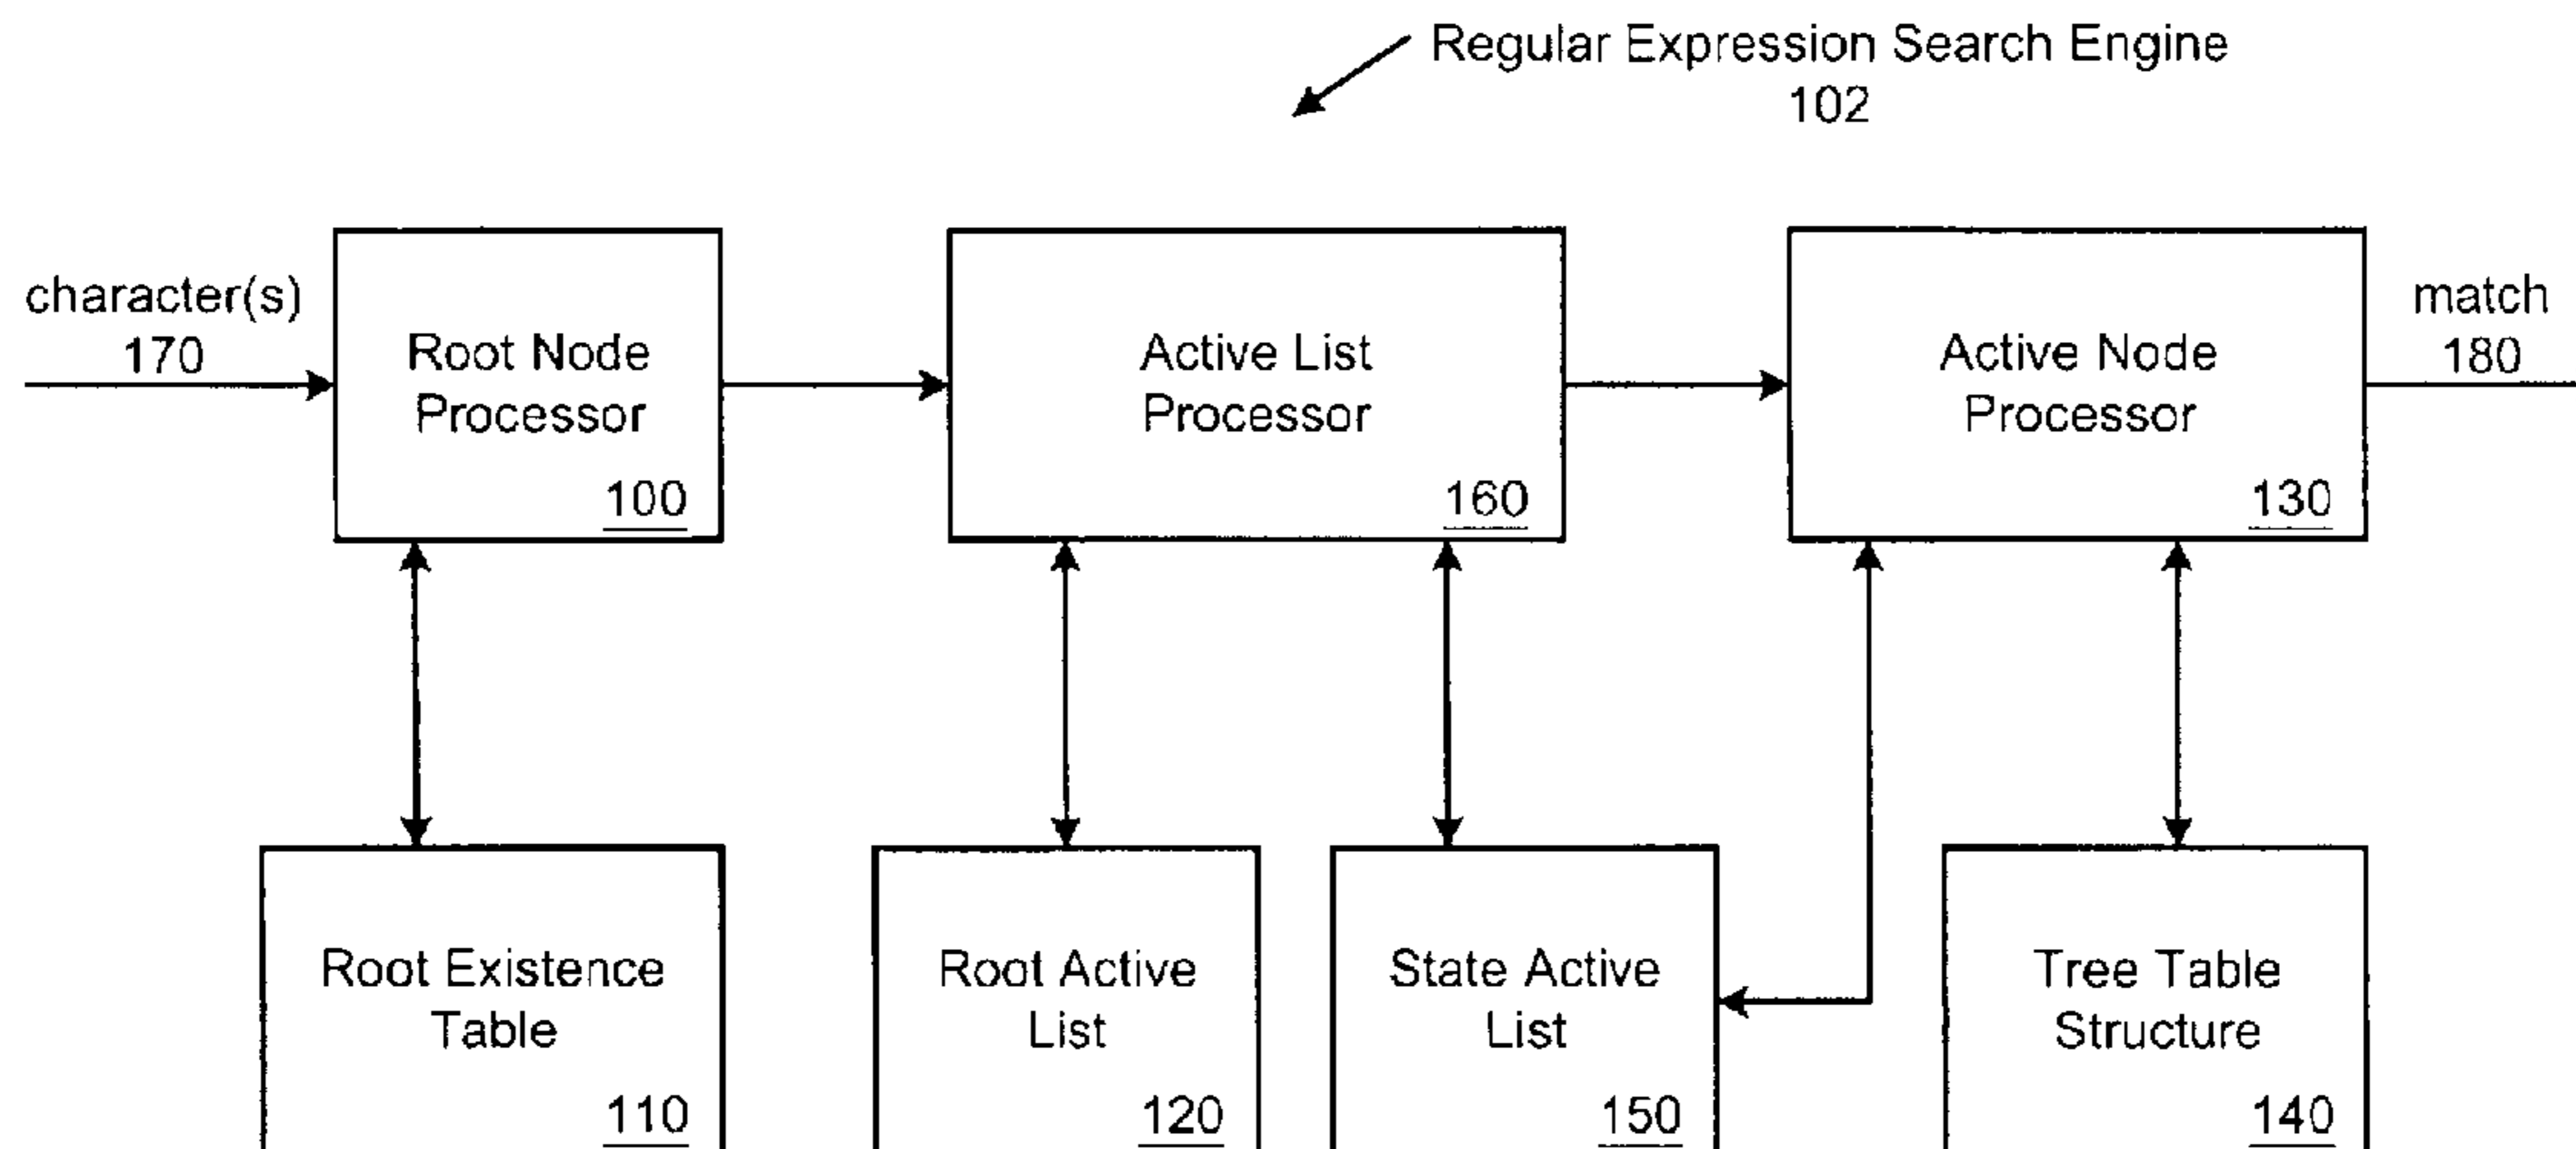 Regular Expression Search Engine
102
character(s)
170
Root Node
Processor
100
Active List
Processor
160
Active Node
Processor
130
match
180
Root Existence
Table
110
Root Active
List
120
State Active
List
150
Tree Table
Structure
140